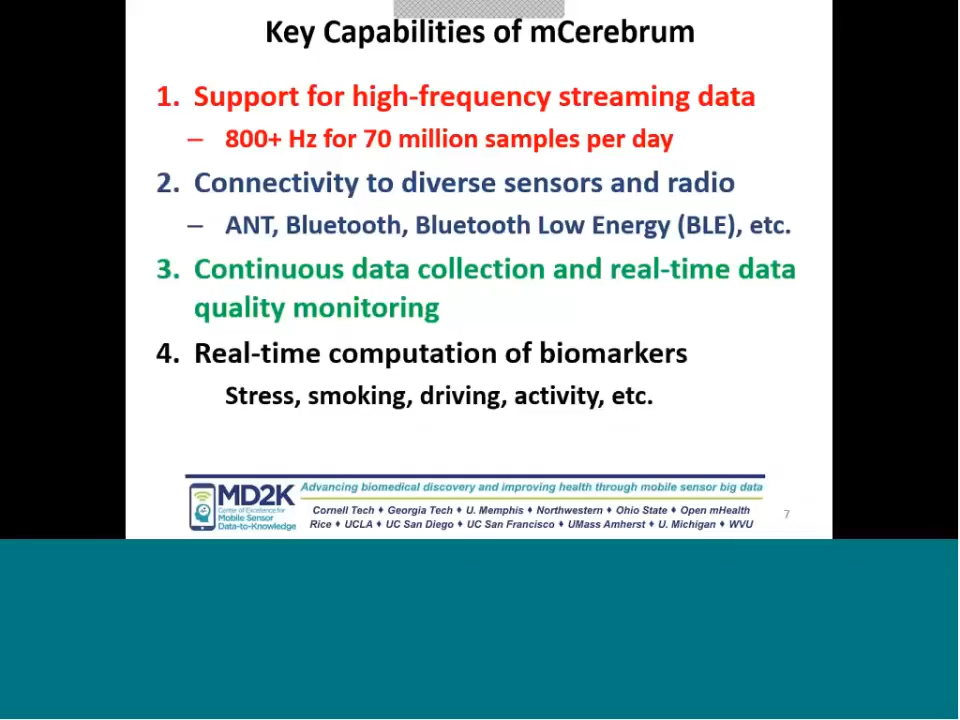 Key Capabilities of mCerebrum
1. Support for high-frequency streaming data
– 800+ Hz for 70 million samples per day
2. Connectivity to diverse sensors and radio
– ANT, Bluetooth, Bluetooth Low Energy (BLE), etc.
3. Continuous data collection and real-time data
quality monitoring
4. Real-time computation of biomarkers
Stress, smoking, driving, activity, etc.
MD2K
Center of Excellence for
Mobile Sensor
Data-to-Knowledge
Advancing biomedical discovery and improving health through mobile sensor big data
Cornell Tech ♦ Georgia Tech ♦ U. Memphis ♦ Northwestern ♦ Ohio State ♦ Open mHealth
Rice ♦ UCLA ♦ UC San Diego ♦ UC San Francisco ♦ UMass Amherst ♦ U. Michigan ♦ WVU
7